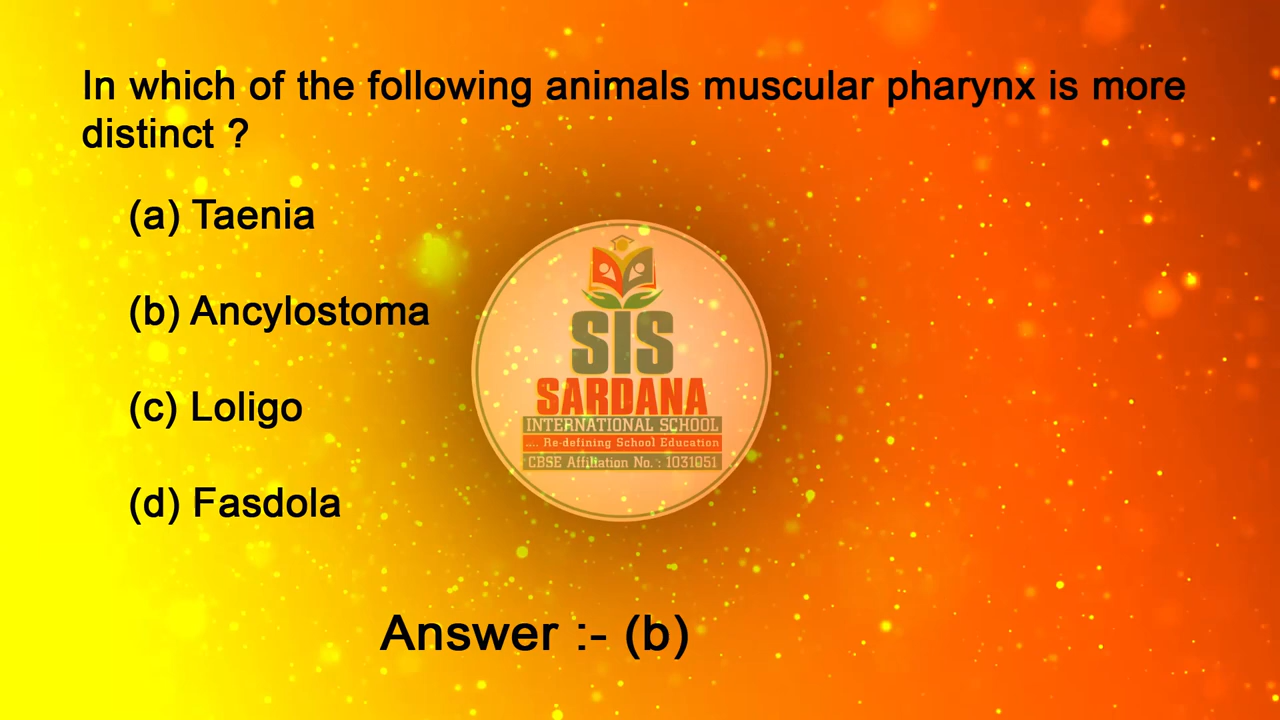 In which of the following animals muscular pharynx is more
distinct ?
(a) Taenia
(b) Ancylostoma
(c) Loligo
(d) Fasdola
SIS
SARDANA
INTERNATIONAL SCHOOL
.... Re-defining School Education
CBSE Affiliation No. : 1031051
Answer :- (b)